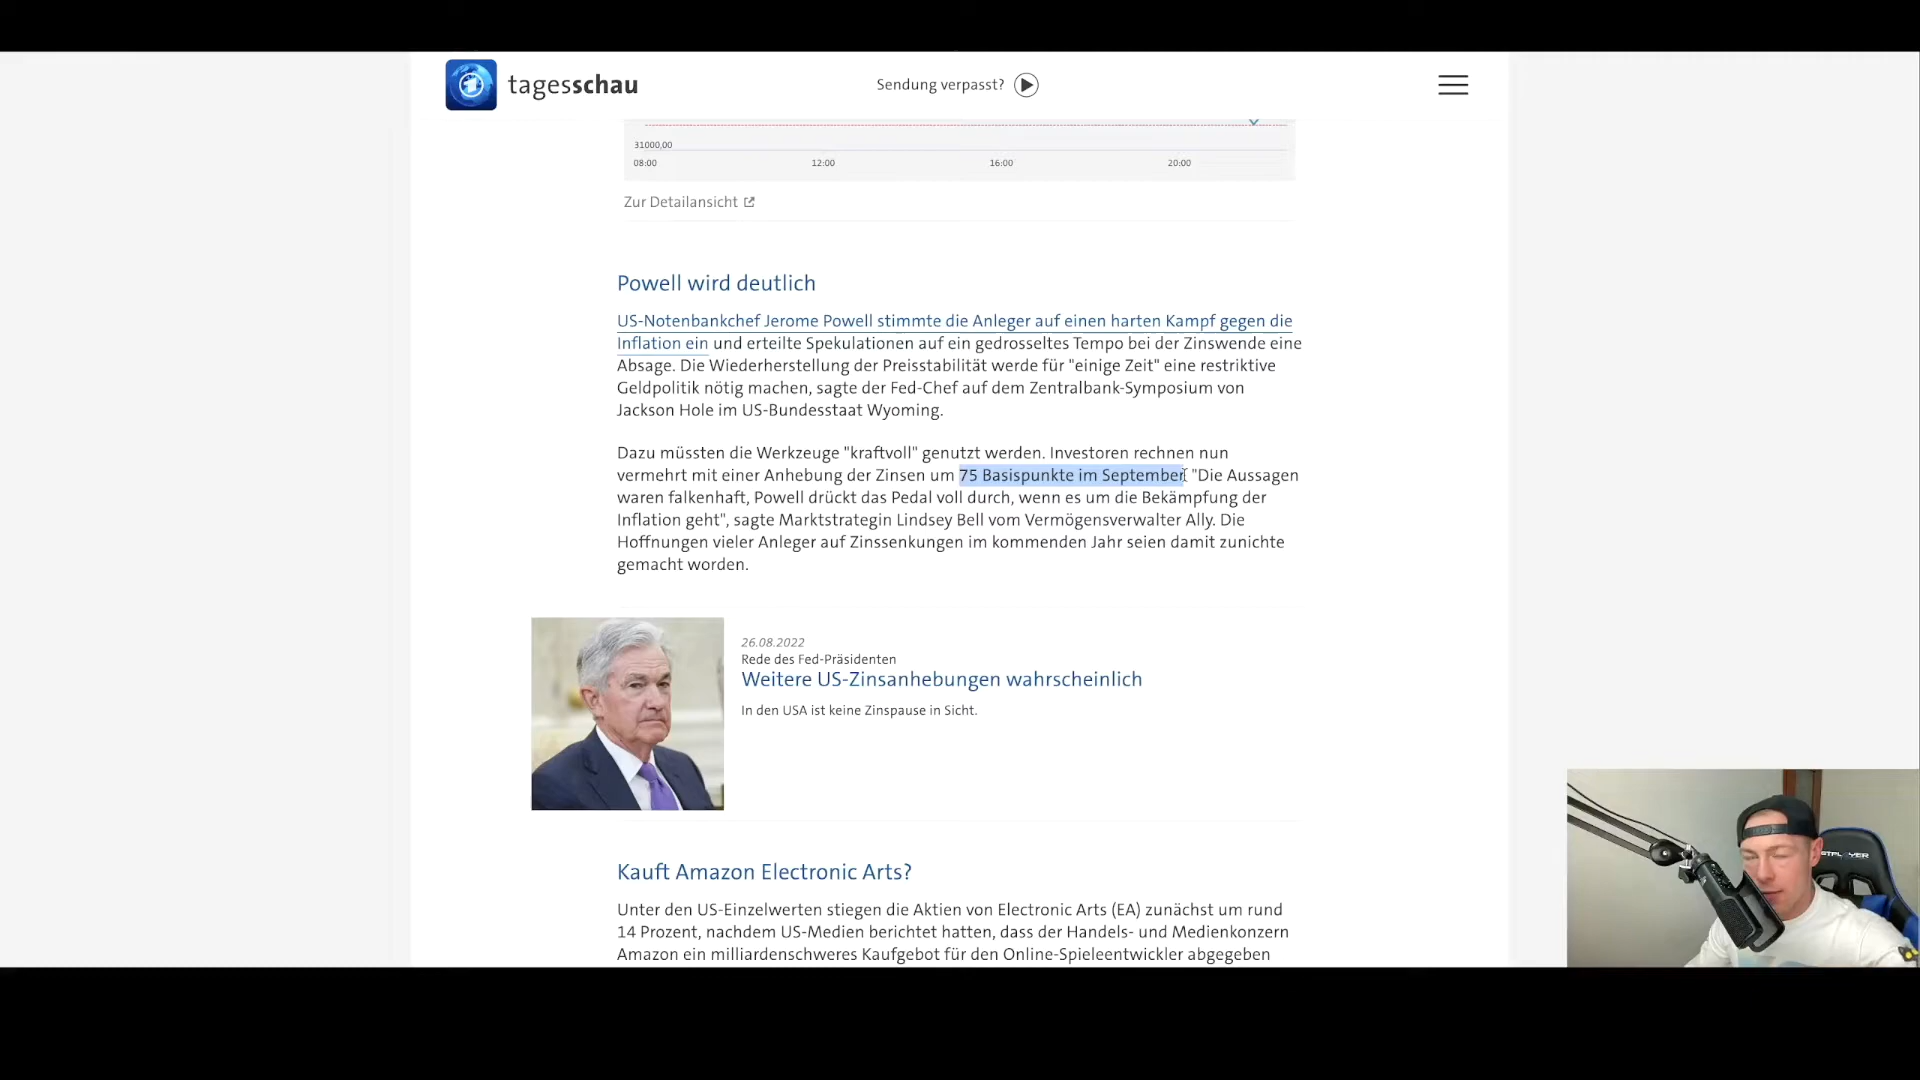 tagesschau
Sendung verpasst?
31000,00
08:00 12:00 16:00 20:00
Zur Detailansicht
Powell wird deutlich
US-Notenbankchef Jerome Powell stimmte die Anleger auf einen harten Kampf gegen die
Inflation ein und erteilte Spekulationen auf ein gedrosseltes Tempo bei der Zinswende eine
Absage. Die Wiederherstellung der Preisstabilität werde für "einige Zeit" eine restriktive
Geldpolitik nötig machen, sagte der Fed-Chef auf dem Zentralbank-Symposium von
Jackson Hole im US-Bundesstaat Wyoming.
Dazu müssten die Werkzeuge "kraftvoll" genutzt werden. Investoren rechnen nun
vermehrt mit einer Anhebung der Zinsen um 75 Basispunkte im September. "Die Aussagen
waren falkenhaft, Powell drückt das Pedal voll durch, wenn es um die Bekämpfung der
Inflation geht", sagte Marktstrategin Lindsey Bell vom Vermögensverwalter Ally. Die
Hoffnungen vieler Anleger auf Zinssenkungen im kommenden Jahr seien damit zunichte
gemacht worden.
26.08.2022
Rede des Fed-Präsidenten
Weitere US-Zinsanhebungen wahrscheinlich
In den USA ist keine Zinspause in Sicht.
Kauft Amazon Electronic Arts?
Unter den US-Einzelwerten stiegen die Aktien von Electronic Arts (EA) zunächst um rund
14 Prozent, nachdem US-Medien berichtet hatten, dass der Handels- und Medienkonzern
Amazon ein milliardenschweres Kaufgebot für den Online-Spieleentwickler abgegeben